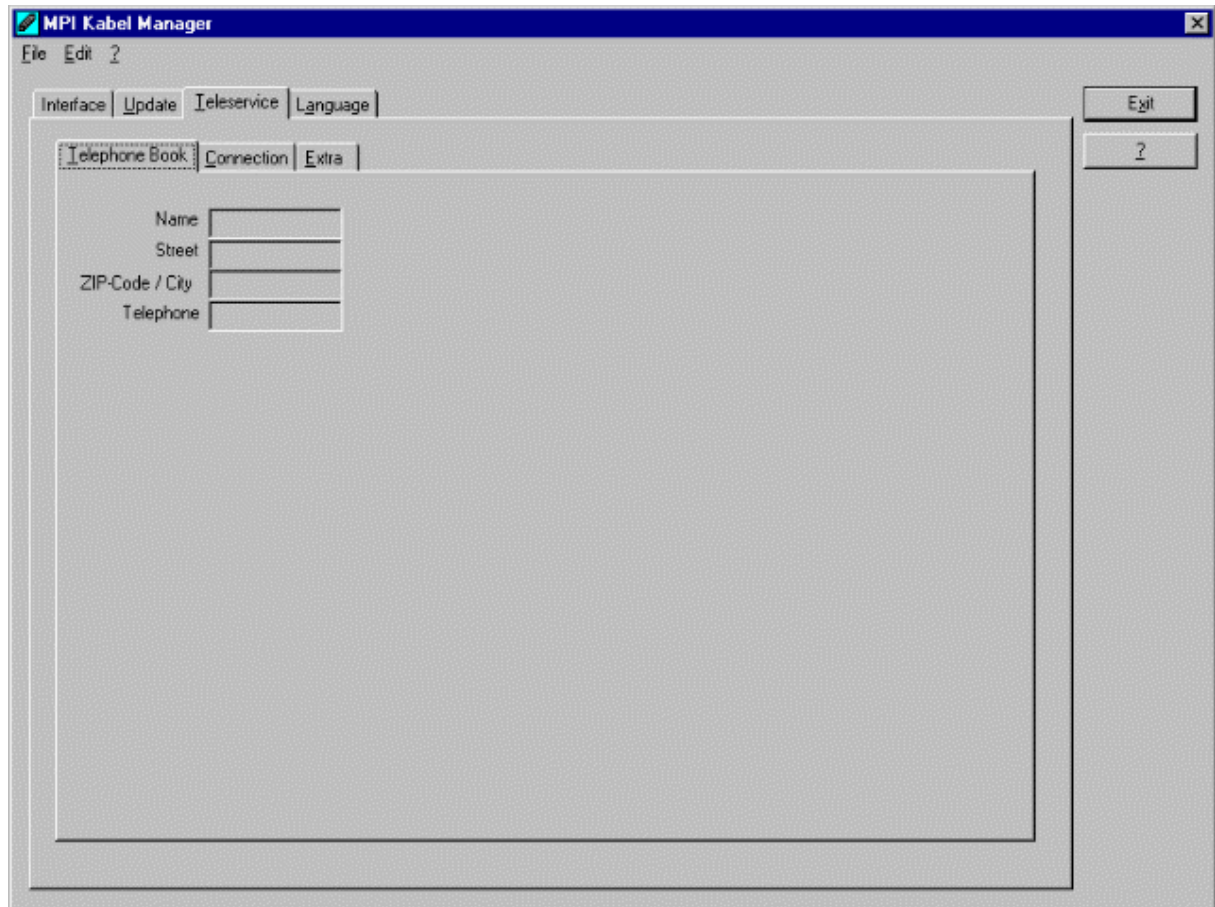 MPI Kabel Manager
File Edit ?
Interface Update Teleservice Language
Exit
?
Telephone Book Connection Extra
Name
Street
ZIP-Code / City
Telephone